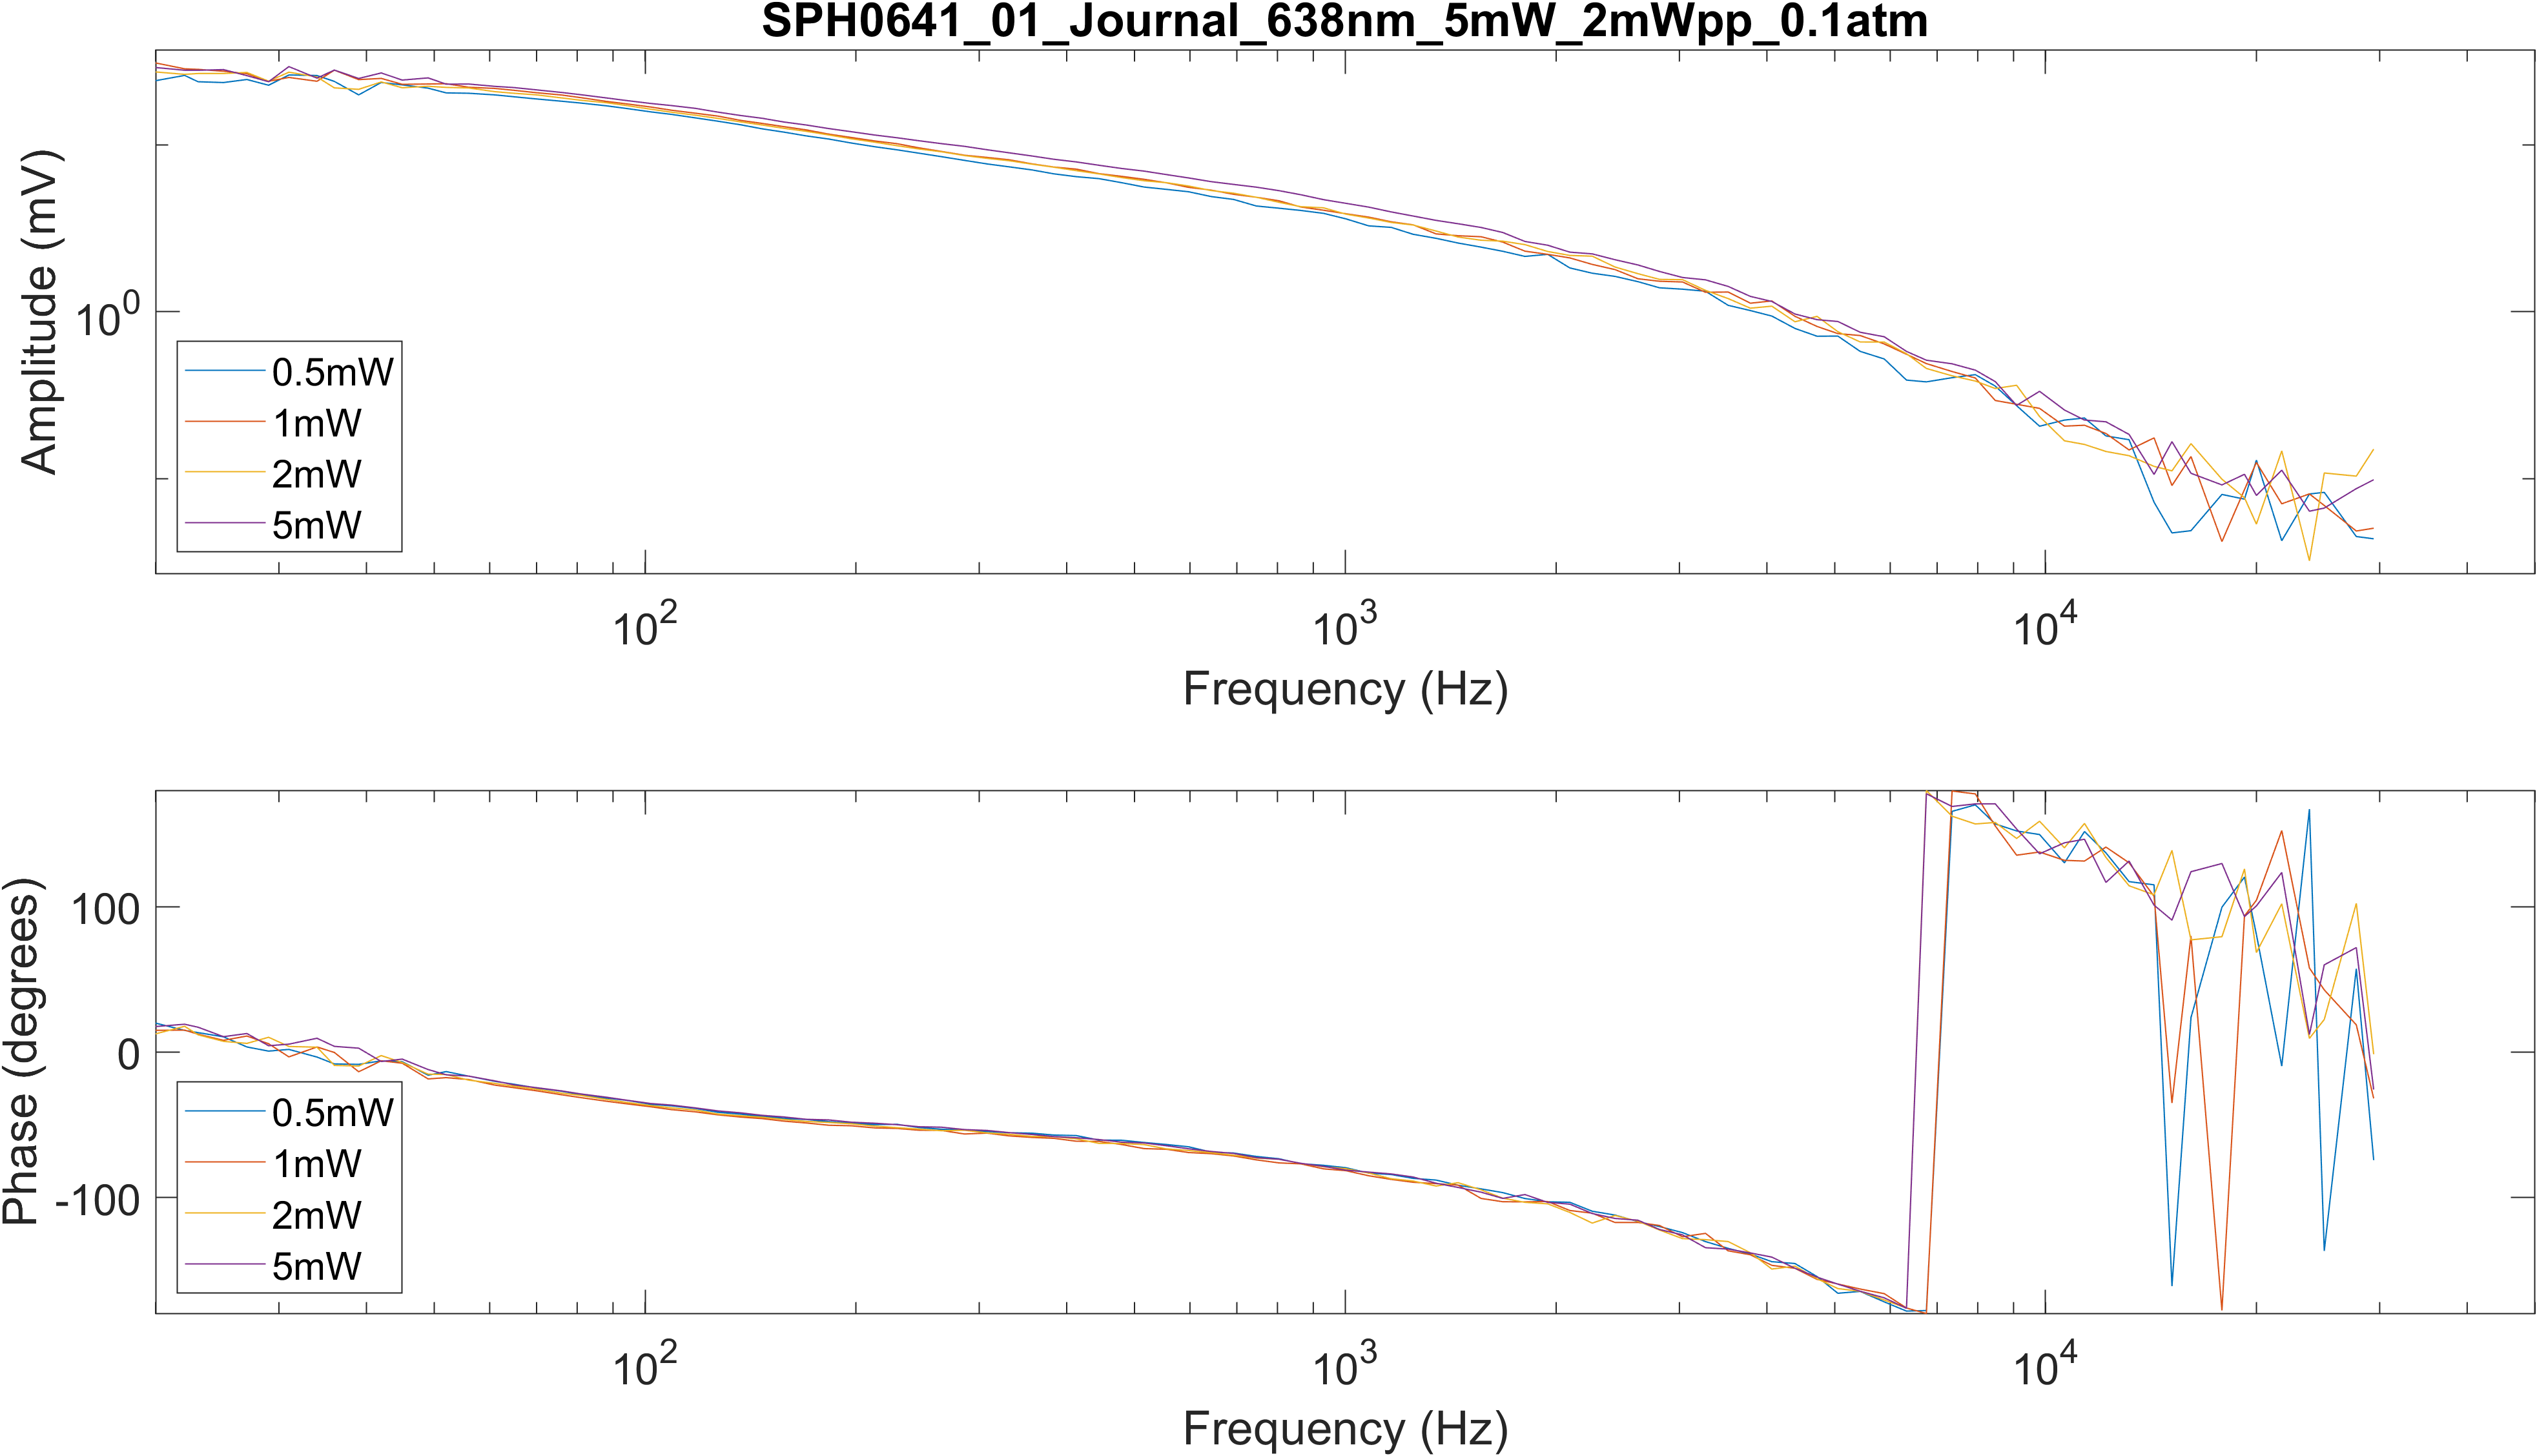 SPH0641_01_Journal_638nm_5mW_2mWpp_0.1atm
Amplitude (mV)
10^0
0.5mW
1mW
2mW
5mW
10^2
10^3
10^4
Frequency (Hz)
Phase (degrees)
100
0
-100
0.5mW
1mW
2mW
5mW
10^2
10^3
10^4
Frequency (Hz)